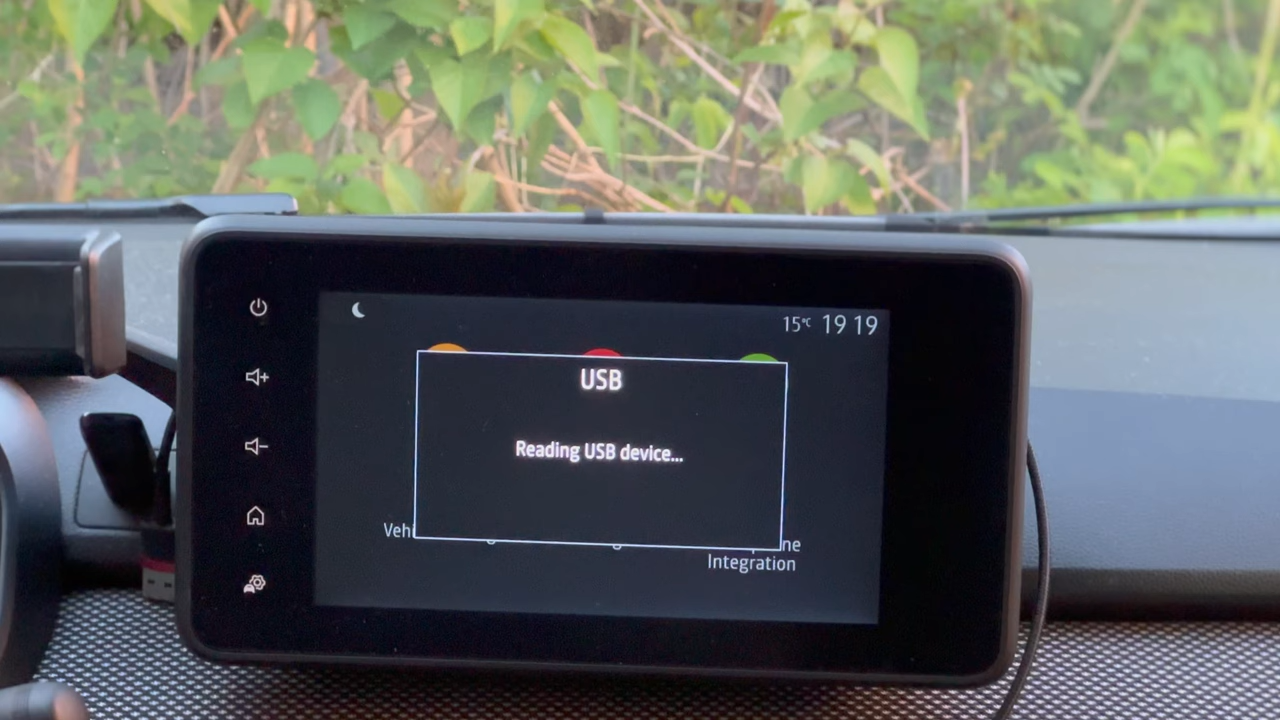 15°C 19 19
USB
Reading USB device...
Integration